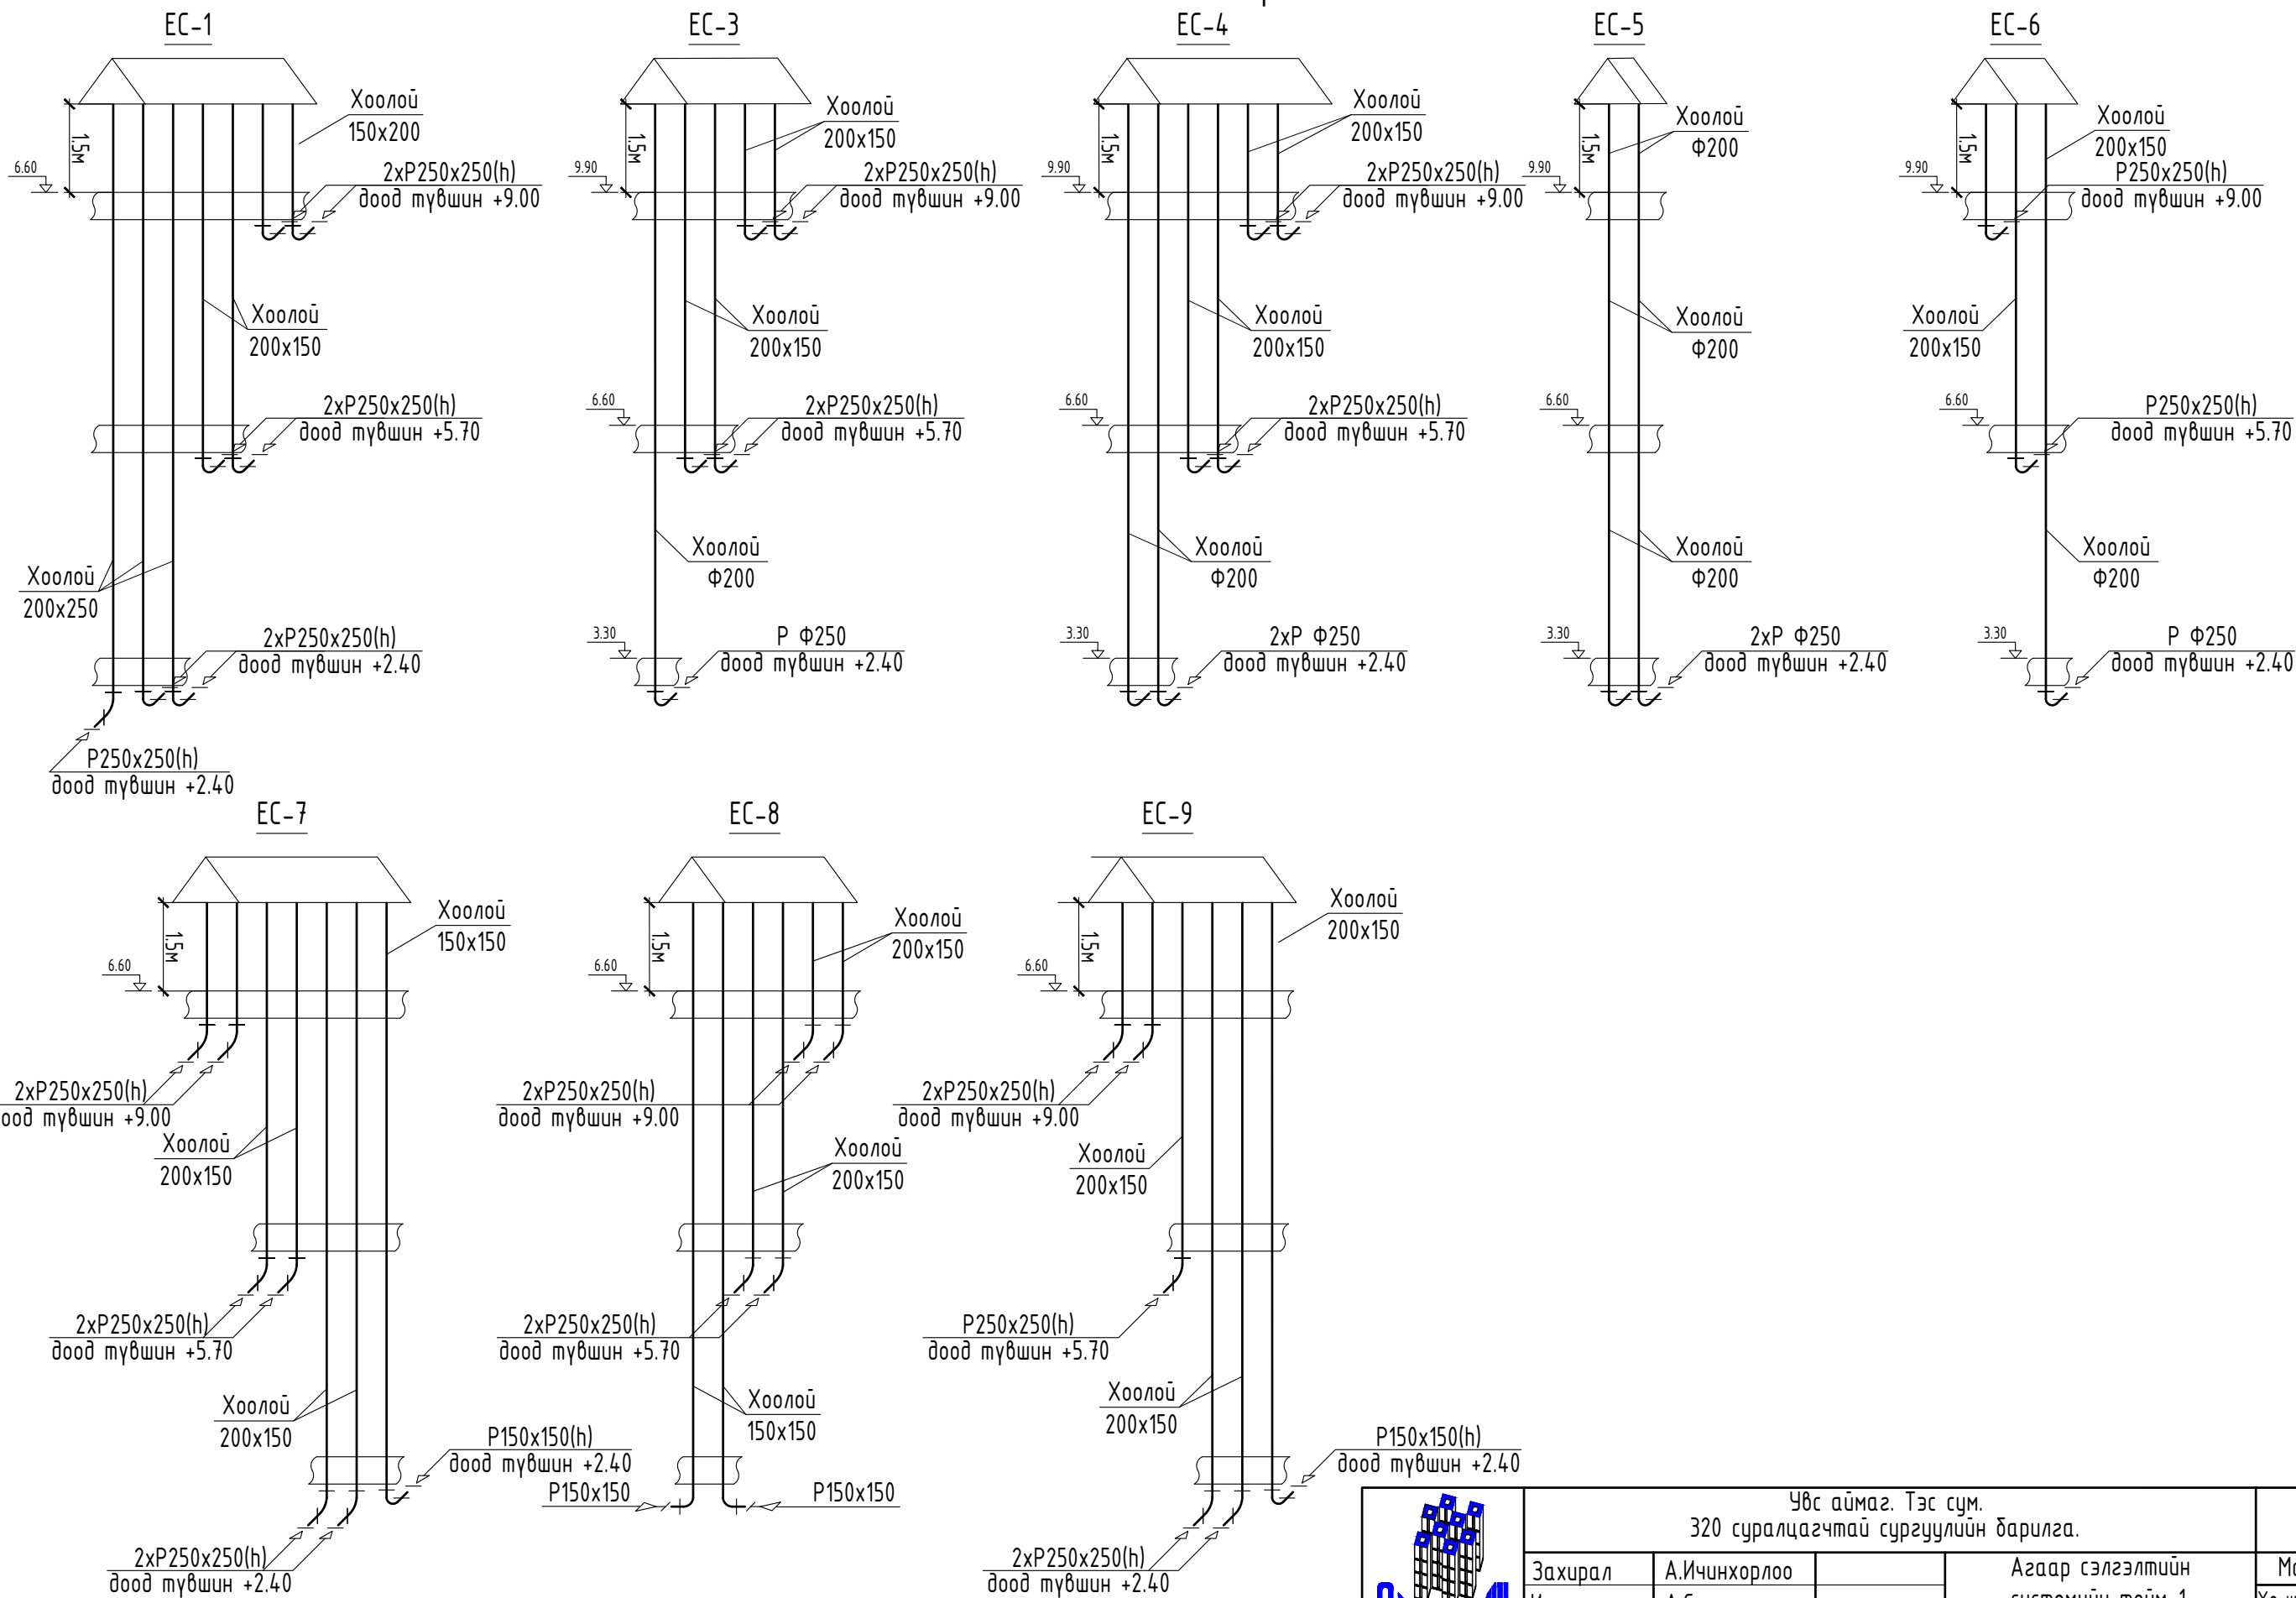 ЕС-1
ЕС-3
ЕС-4
ЕС-5
ЕС-6
Хоолой
150x200
1.5м
6.60
2xP250x250(h)
доод түвшин +9.00
Хоолой
200x150
2xP250x250(h)
доод түвшин +5.70
Хоолой
200x250
2xP250x250(h)
доод түвшин +2.40
P250x250(h)
доод түвшин +2.40
Хоолой
200x150
1.5м
9.90
2xP250x250(h)
доод түвшин +9.00
Хоолой
200x150
6.60
2xP250x250(h)
доод түвшин +5.70
Хоолой
Ф200
3.30
P Ф250
доод түвшин +2.40
Хоолой
200x150
1.5м
9.90
2xP250x250(h)
доод түвшин +9.00
Хоолой
200x150
6.60
2xP250x250(h)
доод түвшин +5.70
Хоолой
Ф200
3.30
2xP Ф250
доод түвшин +2.40
Хоолой
Ф200
1.5м
9.90
Хоолой
Ф200
6.60
Хоолой
Ф200
3.30
2xP Ф250
доод түвшин +2.40
Хоолой
200x150
1.5м
9.90
P250x250(h)
доод түвшин +9.00
Хоолой
200x150
6.60
P250x250(h)
доод түвшин +5.70
Хоолой
Ф200
3.30
P Ф250
доод түвшин +2.40
ЕС-7
ЕС-8
ЕС-9
Хоолой
150x150
1.5м
6.60
2xP250x250(h)
оод түвшин +9.00
Хоолой
200x150
2xP250x250(h)
доод түвшин +5.70
Хоолой
200x150
P150x150(h)
доод түвшин +2.40
2xP250x250(h)
доод түвшин +2.40
Хоолой
200x150
1.5м
6.60
2xP250x250(h)
доод түвшин +9.00
Хоолой
200x150
2xP250x250(h)
доод түвшин +5.70
Хоолой
150x150
P150x150
P150x150
Хоолой
200x150
1.5м
6.60
2xP250x250(h)
доод түвшин +9.00
Хоолой
200x150
P250x250(h)
доод түвшин +5.70
Хоолой
200x150
P150x150(h)
доод түвшин +2.40
2xP250x250(h)
доод түвшин +2.40
Увс аймаг. Тэс сум.
320 суралцагчтай сургуулийн барилга.
Захирал
А.Ичинхорлоо
Агаар сэлгэлтийн